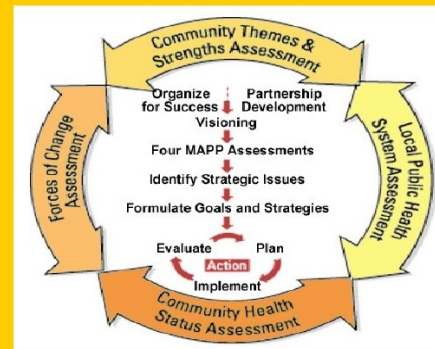 Community Themes &
Strengths Assessment
Organize Partnership
for Success Development
Visioning
Four MAPP Assessments
Identify Strategic Issues
Formulate Goals and Strategies
Evaluate Plan
Action
Implement
Forces of Change
Assessment
Local Public Health
System Assessment
Community Health
Status Assessment